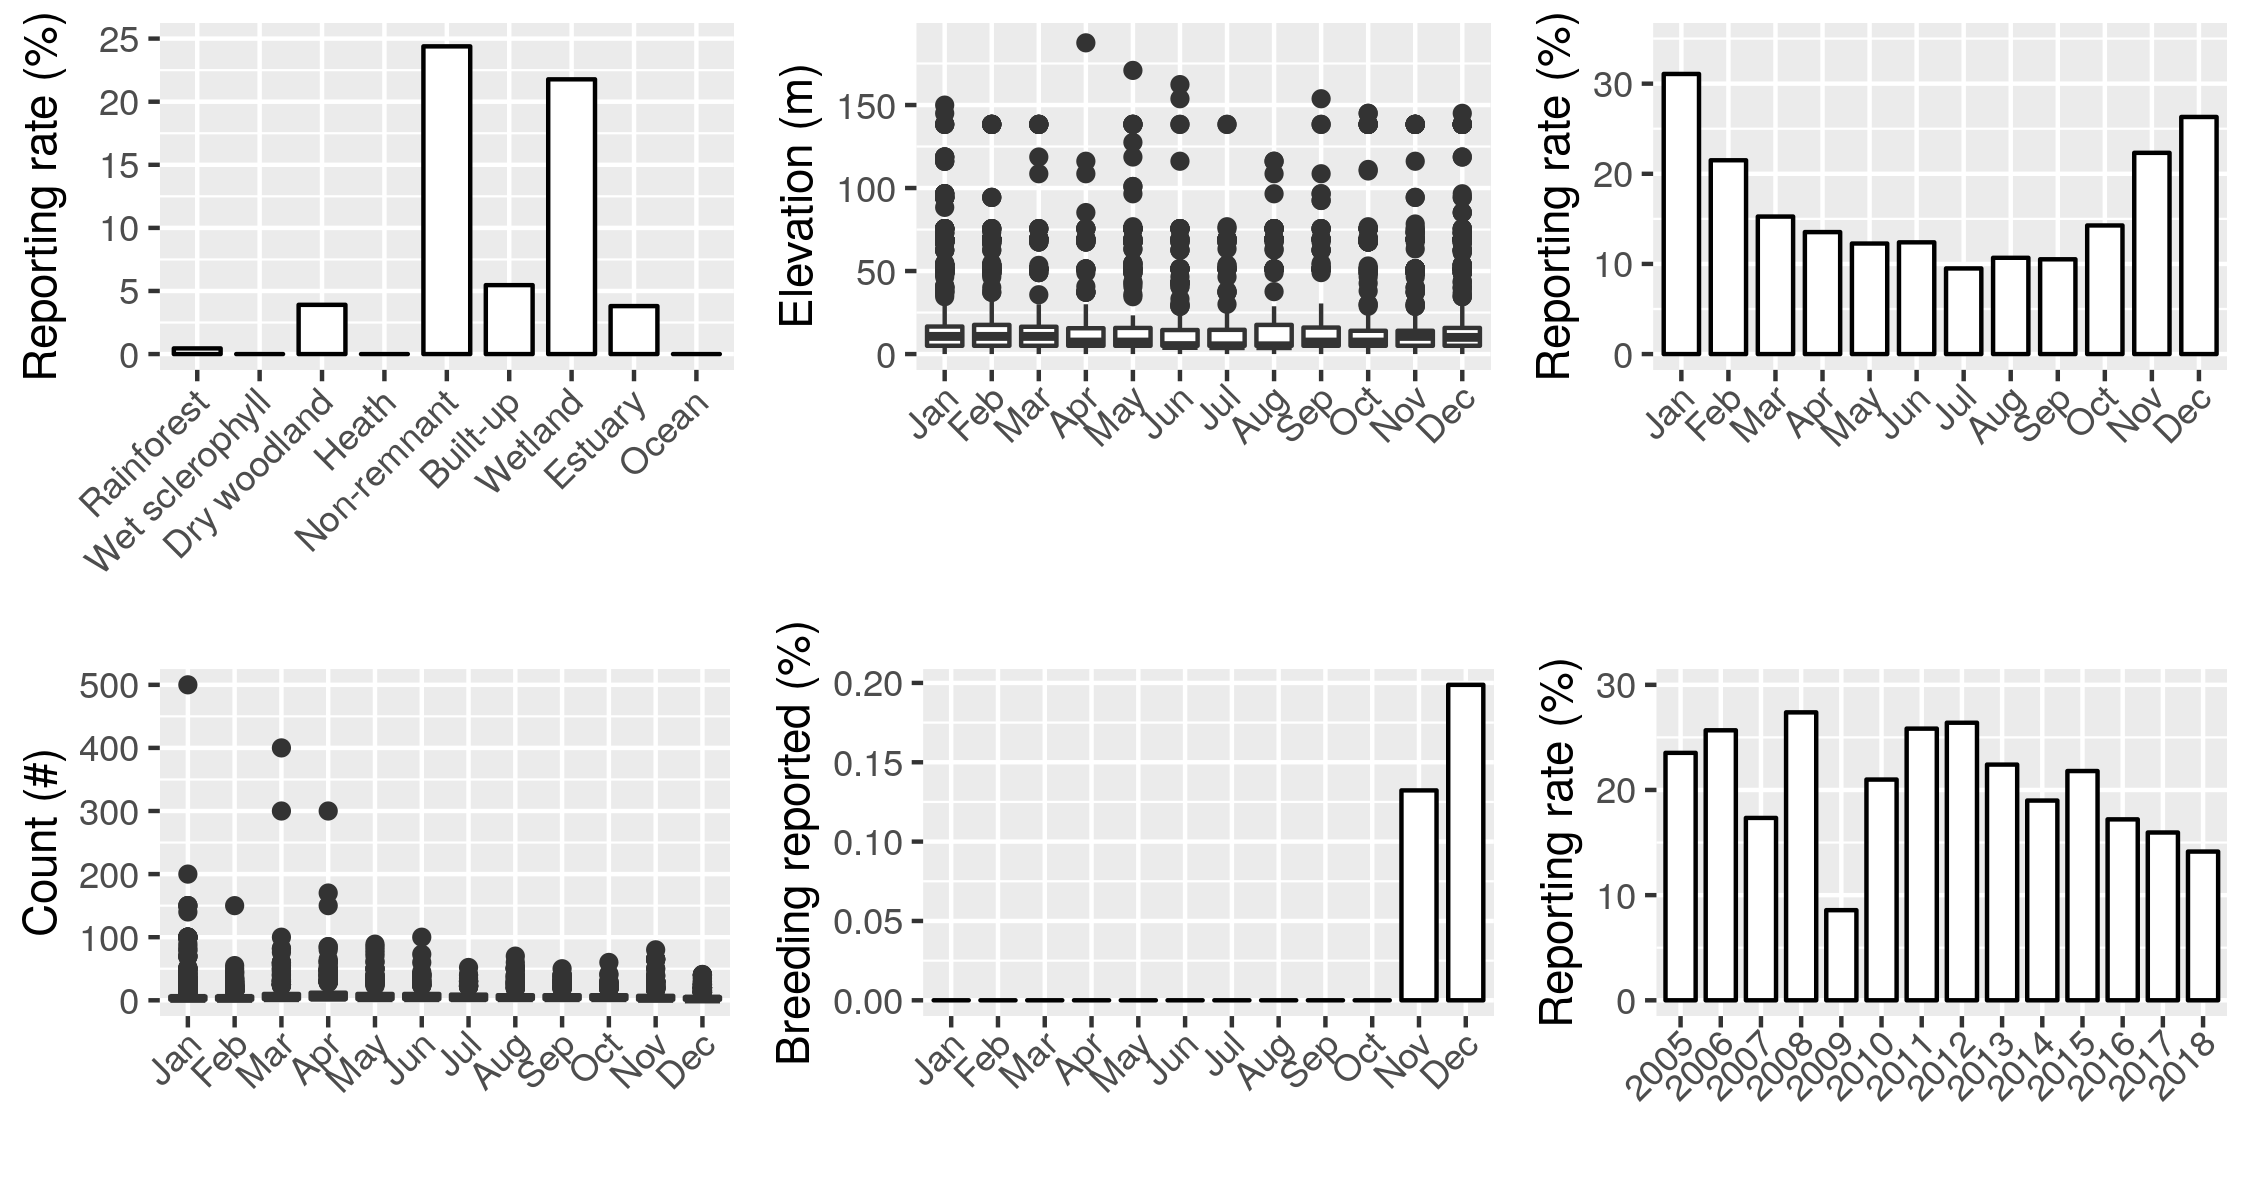 Reporting rate (%)
25
20
15
10
5
0
Rainforest
Wet sclerophyll
Dry woodland
Heath
Non-remnant
Built-up
Wetland
Estuary
Ocean
Elevation (m)
150
100
50
0
Jan
Feb
Mar
Apr
May
Jun
Jul
Aug
Sep
Oct
Nov
Dec
Reporting rate (%)
30
20
10
0
Jan
Feb
Mar
Apr
May
Jun
Jul
Aug
Sep
Oct
Nov
Dec
Count (#)
500
400
300
200
100
0
Jan
Feb
Mar
Apr
May
Jun
Jul
Aug
Sep
Oct
Nov
Dec
Breeding reported (%)
0.20
0.15
0.10
0.05
0.00
Jan
Feb
Mar
Apr
May
Jun
Jul
Aug
Sep
Oct
Nov
Dec
Reporting rate (%)
30
20
10
0
2005
2006
2007
2008
2009
2010
2011
2012
2013
2014
2015
2016
2017
2018